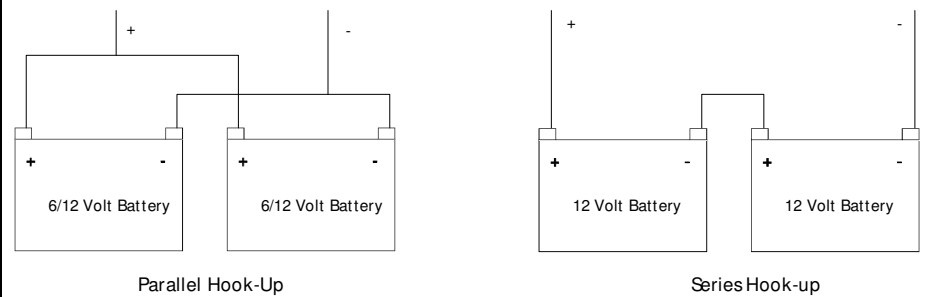 + - + -
+ - + - + - + -
6/12 Volt Battery 6/12 Volt Battery 12 Volt Battery 12 Volt Battery
Parallel Hook-Up Series Hook-up